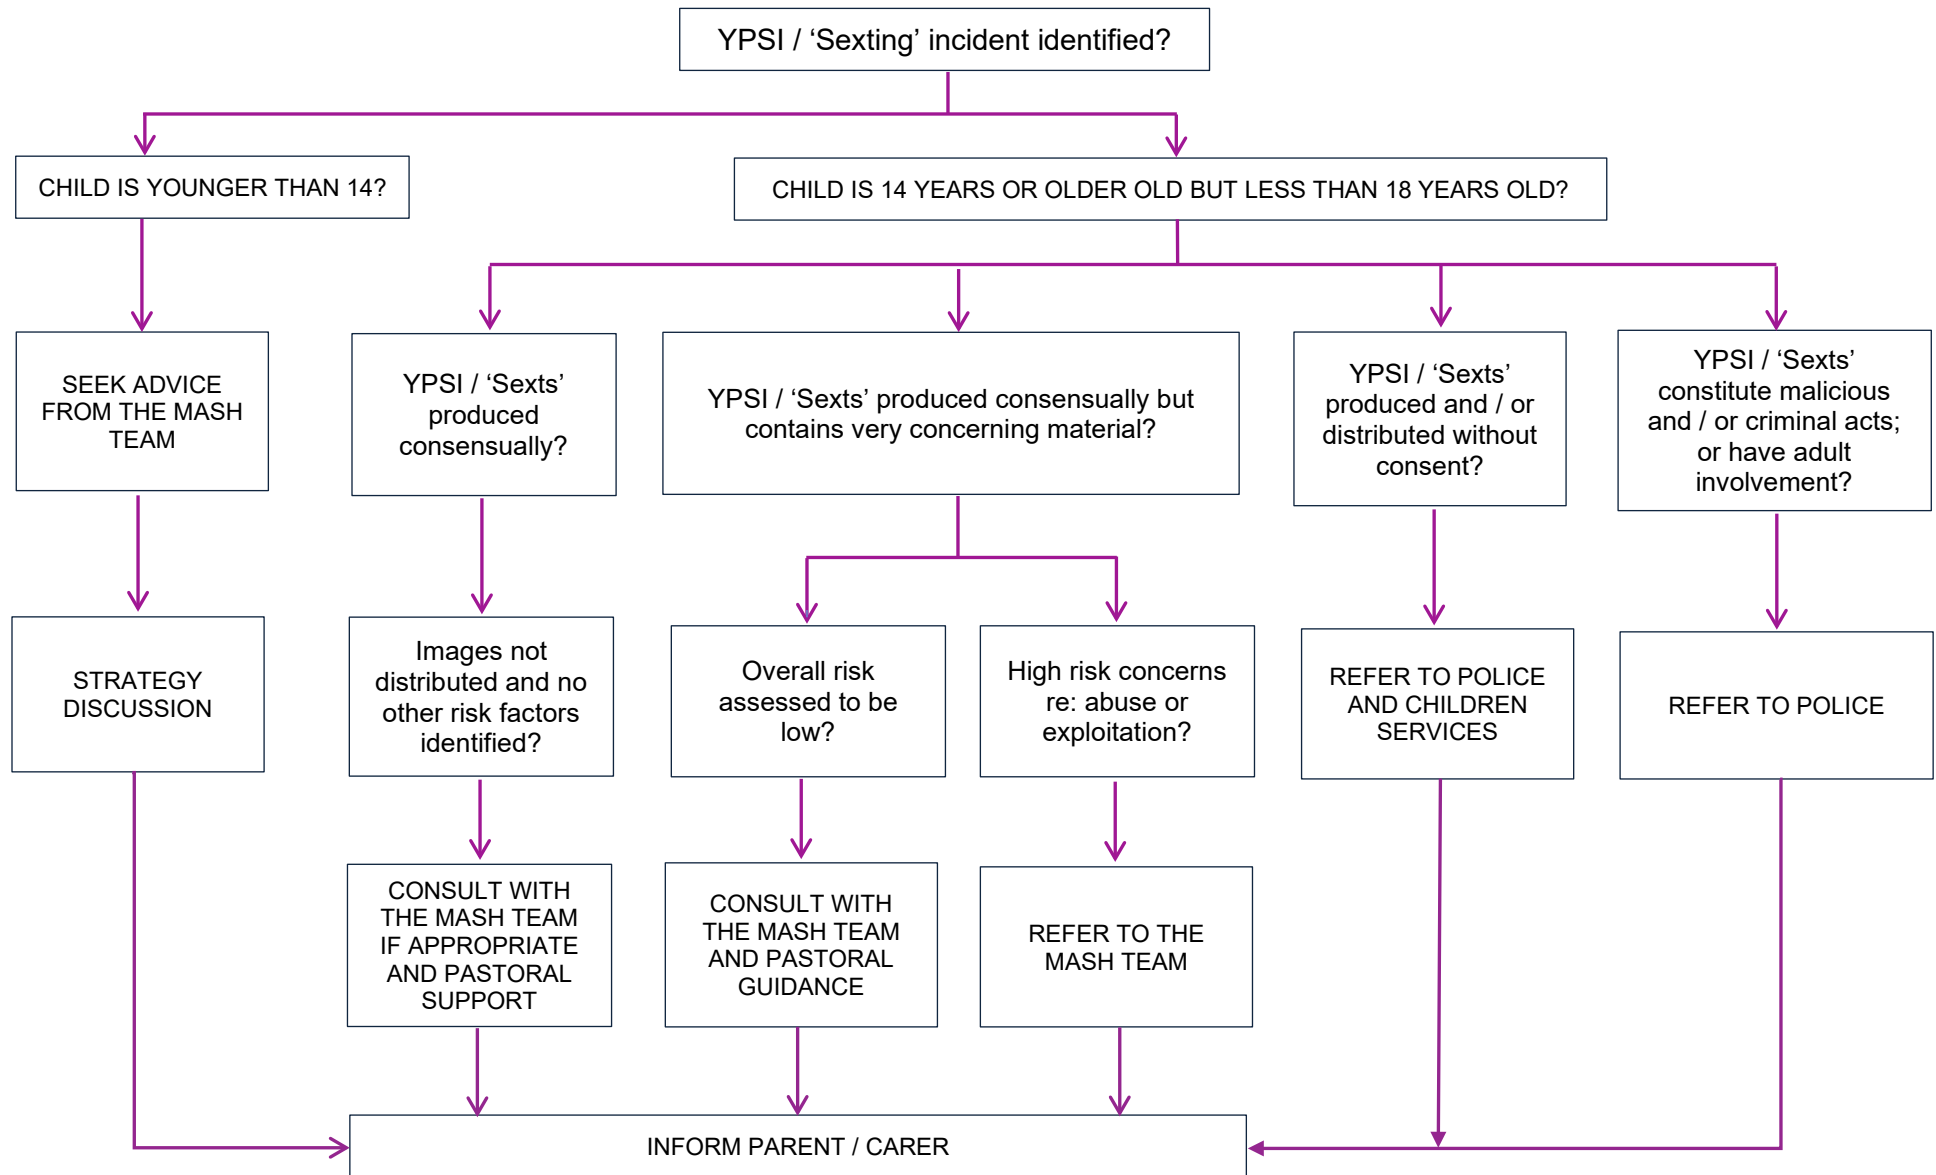 YPSI / ‘Sexting’ incident identified?
CHILD IS YOUNGER THAN 14?
CHILD IS 14 YEARS OR OLDER OLD BUT LESS THAN 18 YEARS OLD?
SEEK ADVICE
FROM THE MASH
TEAM
YPSI / ‘Sexts’
produced
consensually?
YPSI / ‘Sexts’ produced consensually but
contains very concerning material?
YPSI / ‘Sexts’
produced and / or
distributed without
consent?
YPSI / ‘Sexts’
constitute malicious
and / or criminal acts;
or have adult
involvement?
STRATEGY
DISCUSSION
Images not
distributed and no
other risk factors
identified?
Overall risk
assessed to be
low?
High risk concerns
re: abuse or
exploitation?
REFER TO POLICE
AND CHILDREN
SERVICES
REFER TO POLICE
CONSULT WITH
THE MASH TEAM
IF APPROPRIATE
AND PASTORAL
SUPPORT
CONSULT WITH
THE MASH TEAM
AND PASTORAL
GUIDANCE
REFER TO THE
MASH TEAM
INFORM PARENT / CARER